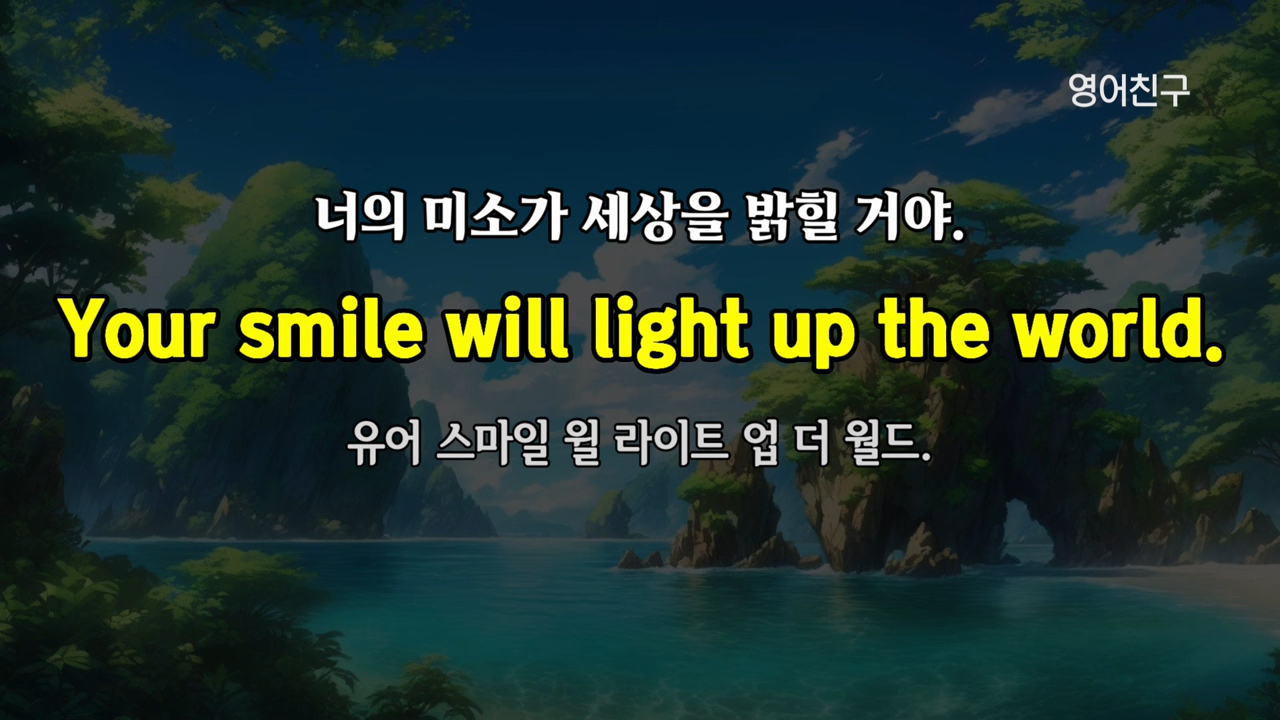 영어친구
너의 미소가 세상을 밝힐 거야.
Your smile will light up the world.
유어 스마일 윌 라이트 업 더 월드.